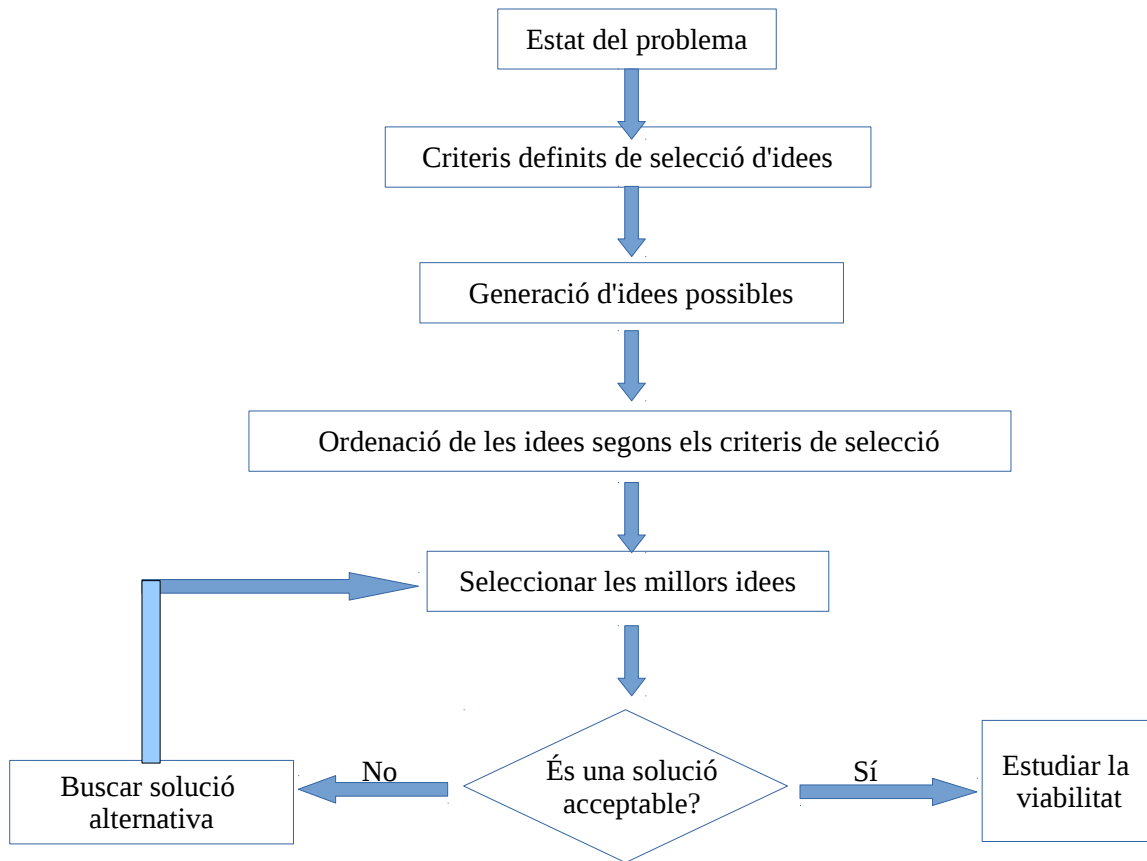 Estat del problema
Criteris definits de selecció d'idees
Generació d'idees possibles
Ordenació de les idees segons els criteris de selecció
Seleccionar les millors idees
No
És una solució
acceptable?
Sí
Estudiar la
viabilitat
Buscar solució
alternativa